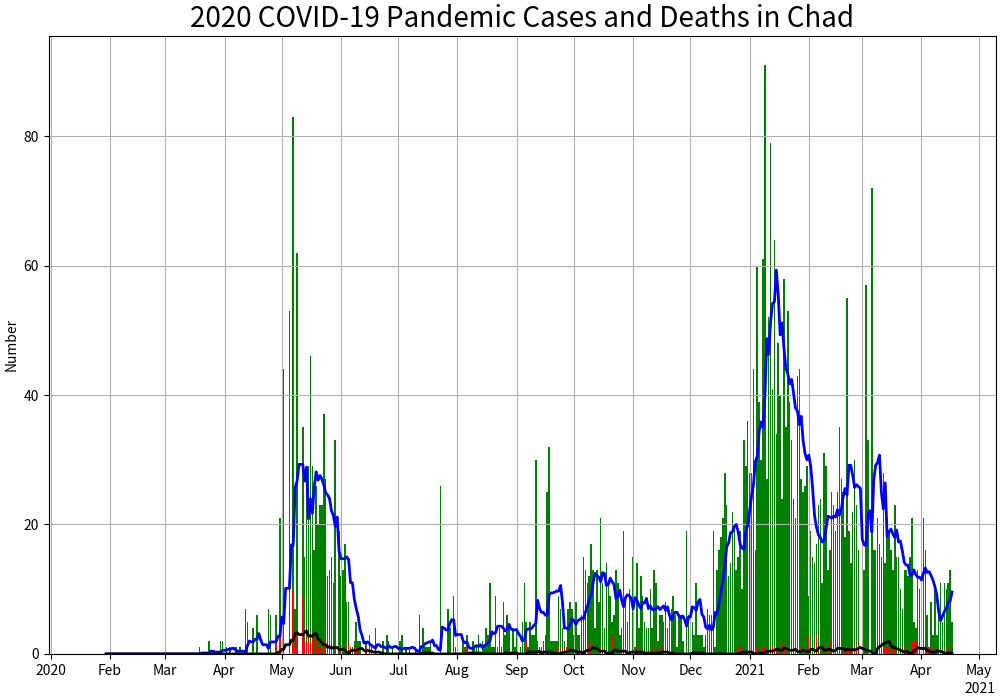 2020 COVID-19 Pandemic Cases and Deaths in Chad
Number
80
60
40
20
0
2020 Feb Mar Apr May Jun Jul Aug Sep Oct Nov Dec 2021 Feb Mar Apr May
2021